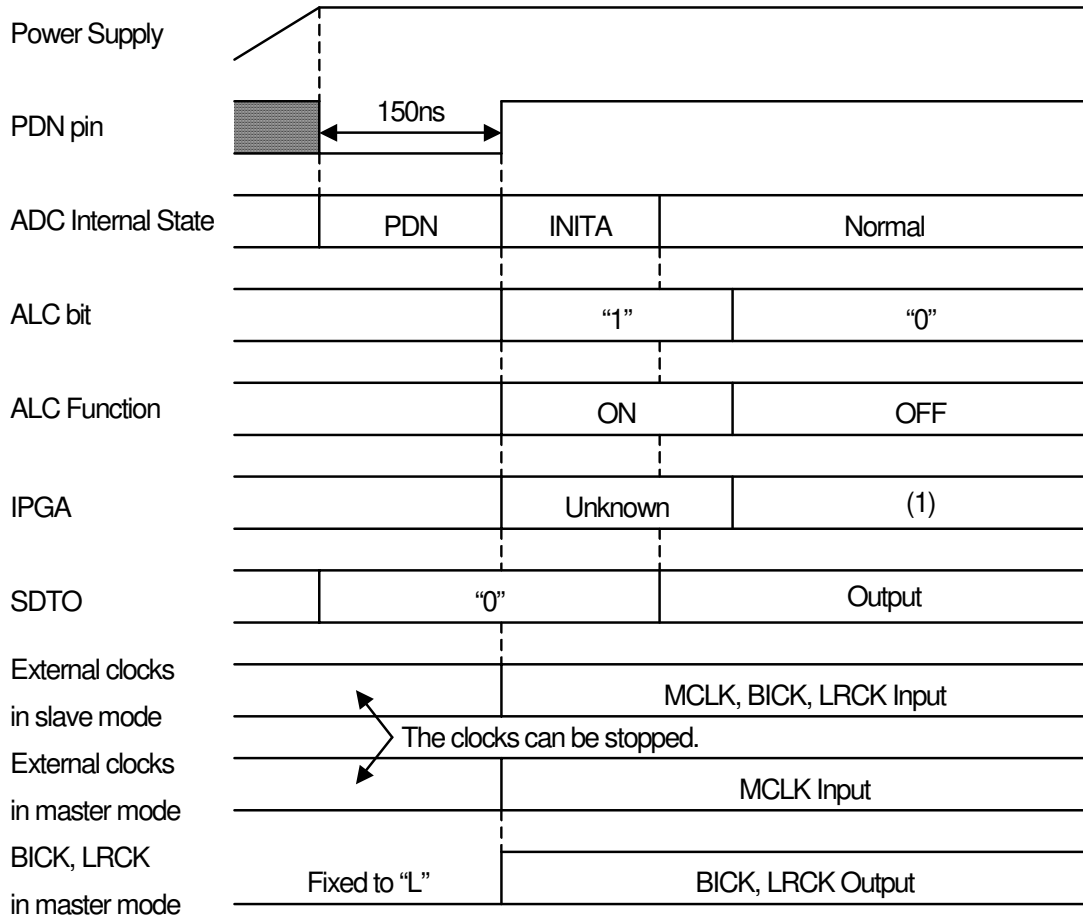 Power Supply
PDN pin
150ns
ADC Internal State
PDN
INITA
Normal
ALC bit
“1”
“0”
ALC Function
ON
OFF
IPGA
Unknown
(1)
SDTO
“0”
Output
External clocks
in slave mode
MCLK, BICK, LRCK Input
The clocks can be stopped.
External clocks
in master mode
MCLK Input
BICK, LRCK
in master mode
Fixed to “L”
BICK, LRCK Output